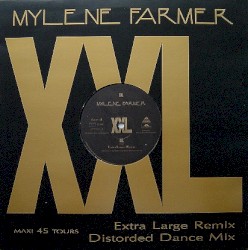 MYLENE FARMER
XXL
MYLENE FARMER
XXL
MAXI 45 TOURS
Extra Large Remix
Distorded Dance Mix